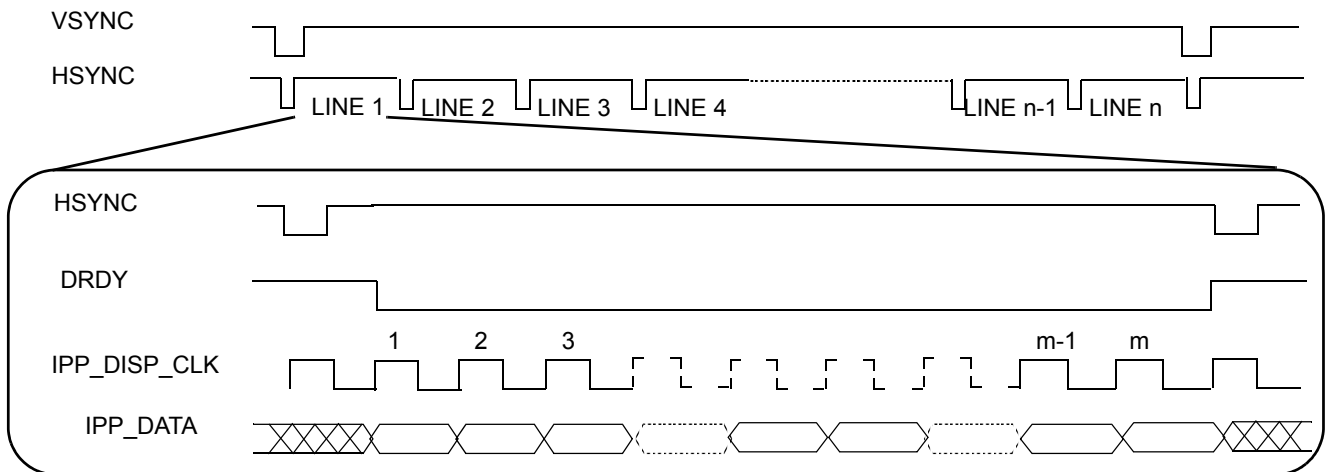 VSYNC
HSYNC
LINE 1 LINE 2 LINE 3 LINE 4 LINE n-1 LINE n
HSYNC
DRDY
1 2 3 m-1 m
IPP_DISP_CLK
IPP_DATA